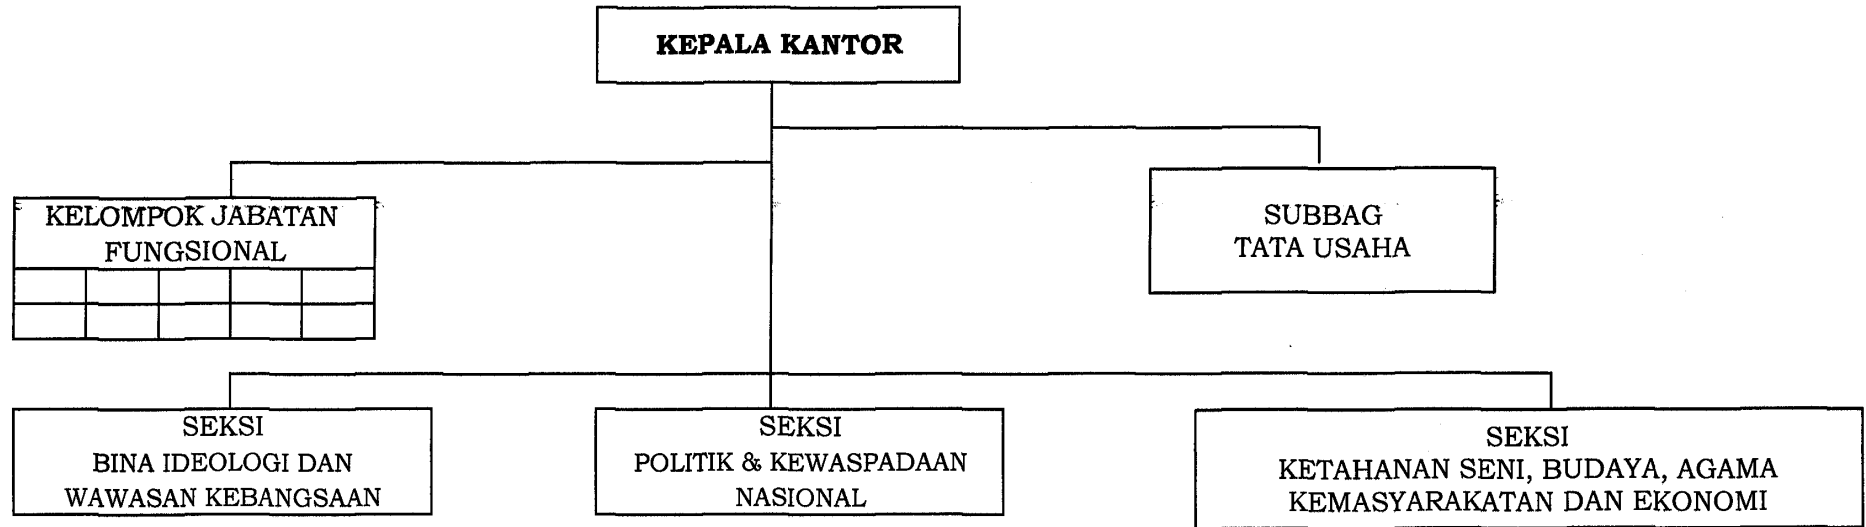 KEPALA KANTOR
KELOMPOK JABATAN
FUNGSIONAL
SUBBAG
TATA USAHA
SEKSI
BINA IDEOLOGI DAN
WAWASAN KEBANGSAAN
SEKSI
POLITIK & KEWASPADAAN
NASIONAL
SEKSI
KETAHANAN SENI, BUDAYA, AGAMA
KEMASYARAKATAN DAN EKONOMI